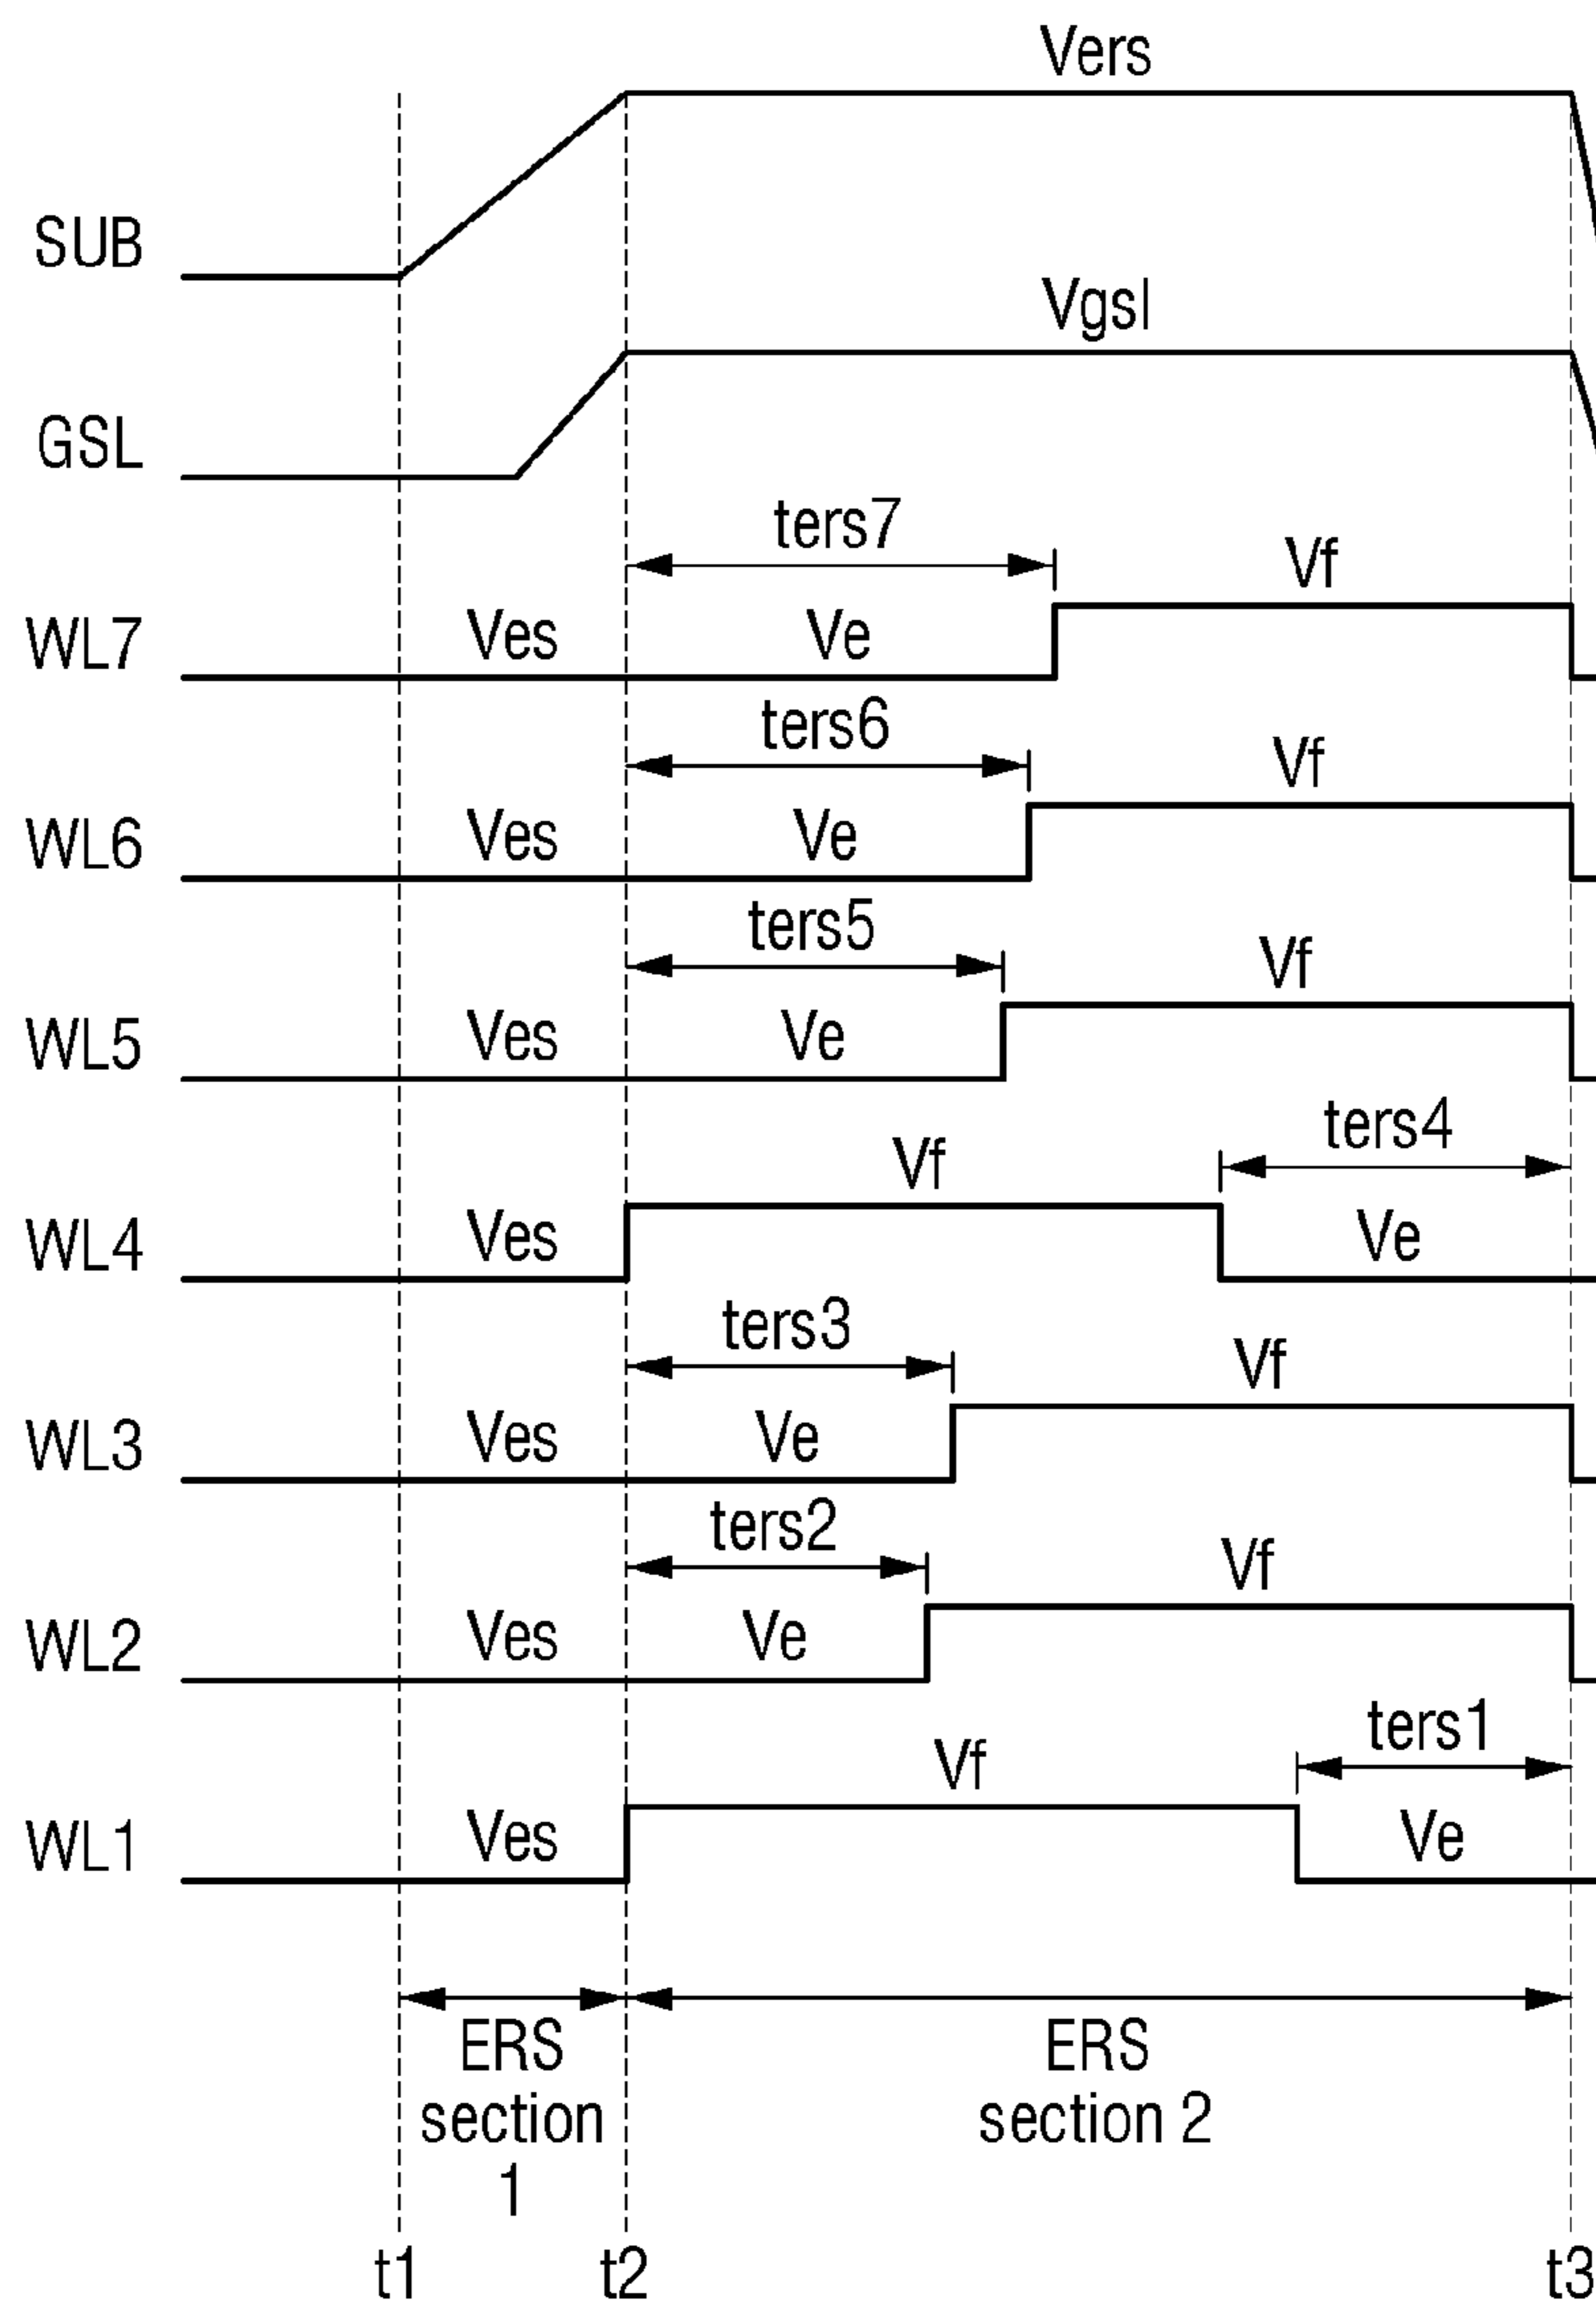 Vers
SUB
Vgsl
GSL
ters7
Vf
WL7 Ves Ve
ters6
Vf
WL6 Ves Ve
ters5
Vf
WL5 Ves Ve
ters4
Vf
WL4 Ves Ve
ters3
Vf
WL3 Ves Ve
ters2
Vf
WL2 Ves Ve
ters1
Vf
WL1 Ves Ve
ERS
section
1
ERS
section 2
t1 t2 t3